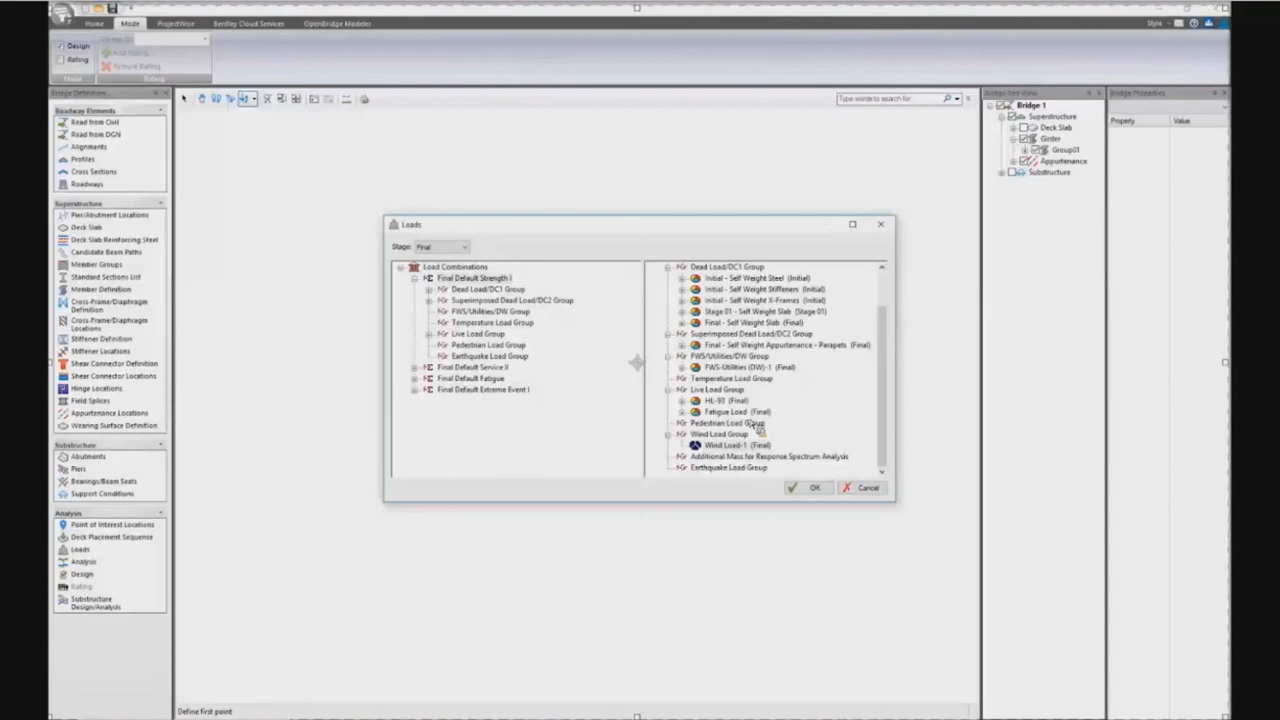 Home Mode ProjectWise Bentley Cloud Services OpenBridge Modeler
Style
Design
Rating
Remove Rating
Mode Rating
Roadway Elements
Read from Civil
Read from DGN
Alignments
Profiles
Cross Sections
Roadways
Superstructure
Pier/Abutment Locations
Deck Slab
Deck Slab Reinforcing Steel
Candidate Beam Paths
Member Groups
Standard Sections List
Member Definition
Cross-Frame/Diaphragm
Definition
Cross-Frame/Diaphragm
Locations
Stiffener Definition
Stiffener Locations
Shear Connector Definition
Shear Connector Locations
Hinge Locations
Field Splices
Appurtenance Locations
Wearing Surface Definition
Substructure
Abutments
Piers
Bearings/Beam Seats
Support Conditions
Analysis
Point of Interest Locations
Deck Placement Sequence
Loads
Analysis
Design
Rating
Substructure
Design/Analysis
Type words to search for
Loads
Stage: Final
Load Combinations
Final Default Strength I
Dead Load/DC1 Group
Superimposed Dead Load/DC2 Group
FWS/Utilities/DW Group
Temperature Load Group
Live Load Group
Pedestrian Load Group
Earthquake Load Group
Final Default Service II
Final Default Fatigue
Final Default Extreme Event I
Dead Load/DC1 Group
Initial - Self Weight Steel (Initial)
Initial - Self Weight Stiffeners (Initial)
Initial - Self Weight X-Frames (Initial)
Stage 01 - Self Weight Slab (Stage 01)
Final - Self Weight Slab (Final)
Superimposed Dead Load/DC2 Group
Final - Self Weight Appurtenance - Parapets (Final)
FWS/Utilities/DW Group
FWS-Utilities (DW)-1 (Final)
Temperature Load Group
Live Load Group
HL-93 (Final)
Fatigue Load (Final)
Pedestrian Load Group
Wind Load Group
Wind Load-1 (Final)
Additional Mass for Response Spectrum Analysis
Earthquake Load Group
OK Cancel
Bridge Tree View
Bridge 1
Superstructure
Deck Slab
Girder
Group01
Appurtenance
Substructure
Bridge Properties
Property Value
Define first point